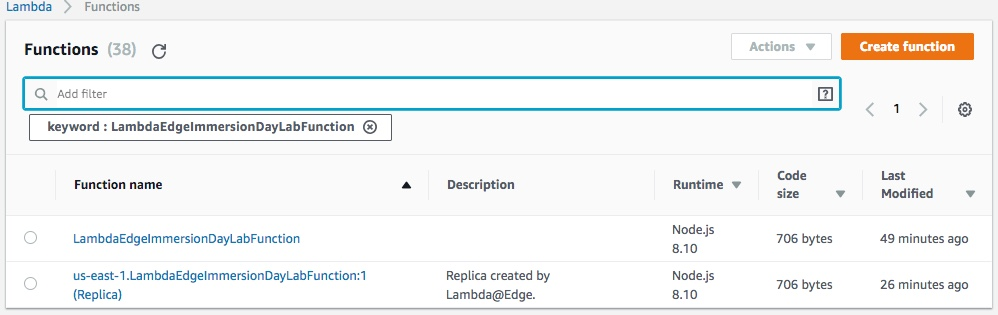 Lambda > Functions
Functions (38)
Actions
Create function
Add filter
?
1
keyword : LambdaEdgeImmersionDayLabFunction
Function name Description Runtime Code size Last Modified
LambdaEdgeImmersionDayLabFunction Node.js 8.10 706 bytes 49 minutes ago
us-east-1.LambdaEdgeImmersionDayLabFunction:1 (Replica) Replica created by Lambda@Edge. Node.js 8.10 706 bytes 26 minutes ago